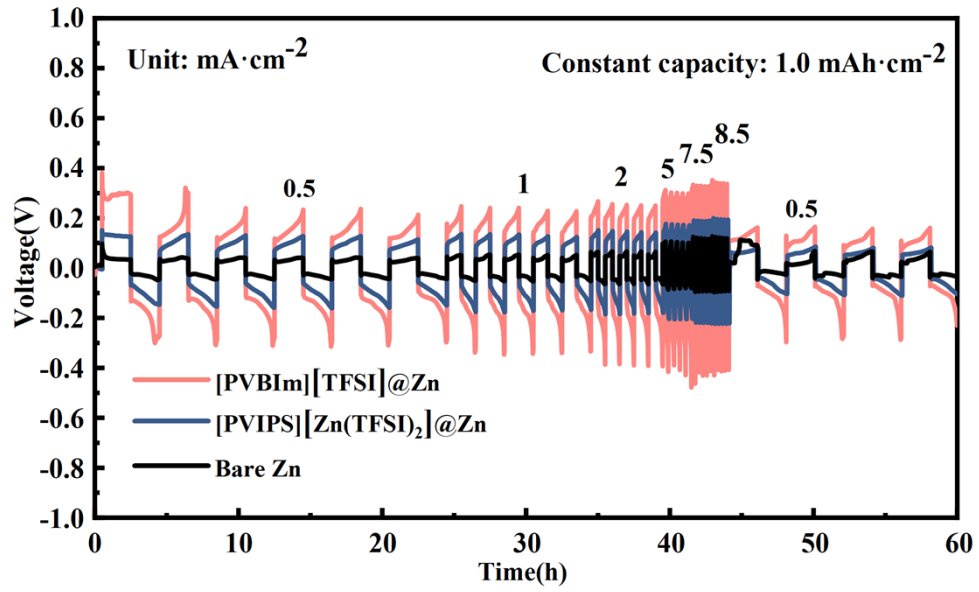 1.0
0.8
0.6
0.4
0.2
0.0
-0.2
-0.4
-0.6
-0.8
-1.0
Voltage(V)
Unit: mA·cm⁻²
Constant capacity: 1.0 mAh·cm⁻²
0.5
1
2
5
7.5
8.5
0.5
[PVBIm][TFSI]@Zn
[PVIPS][Zn(TFSI)₂]@Zn
Bare Zn
0 10 20 30 40 50 60
Time(h)